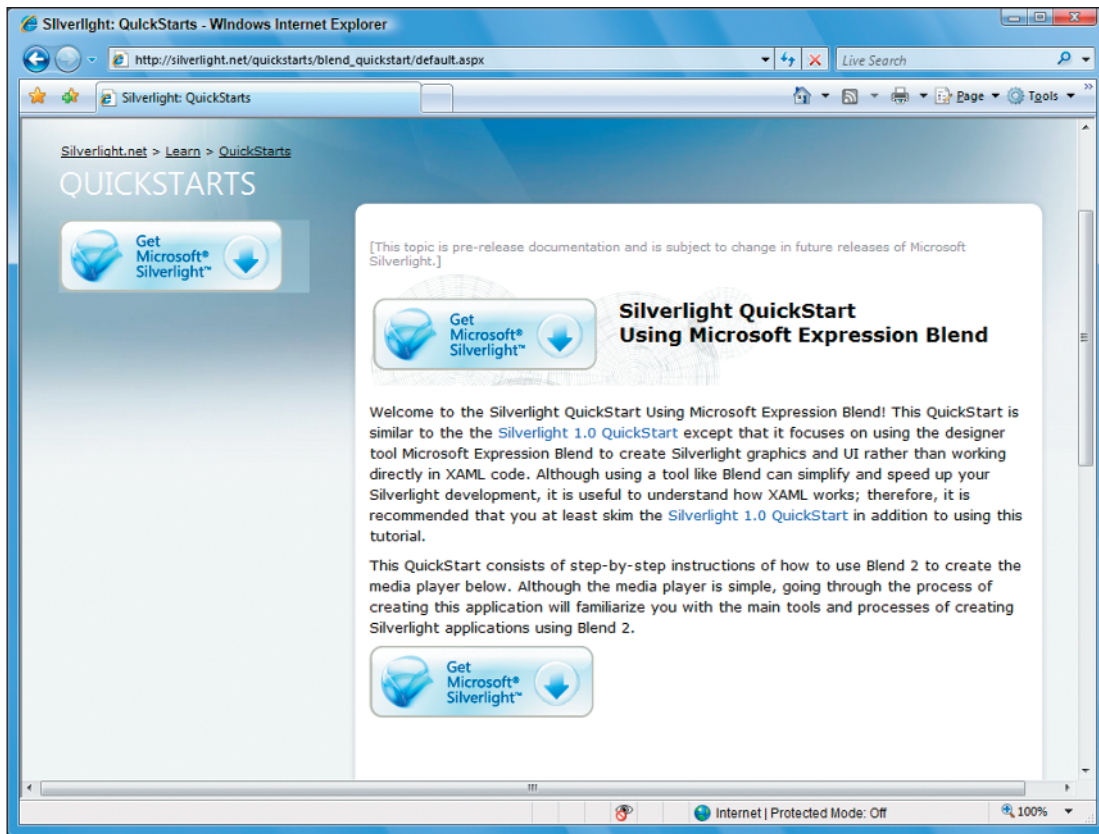 Silverlight: QuickStarts - Windows Internet Explorer
http://silverlight.net/quickstarts/blend_quickstart/default.aspx
Live Search
Silverlight: QuickStarts
Page
Tools
Silverlight.net > Learn > QuickStarts
QUICKSTARTS
Get
Microsoft®
Silverlight™
[This topic is pre-release documentation and is subject to change in future releases of Microsoft
Silverlight.]
Get
Microsoft®
Silverlight™
Silverlight QuickStart
Using Microsoft Expression Blend
Welcome to the Silverlight QuickStart Using Microsoft Expression Blend! This QuickStart is
similar to the the Silverlight 1.0 QuickStart except that it focuses on using the designer
tool Microsoft Expression Blend to create Silverlight graphics and UI rather than working
directly in XAML code. Although using a tool like Blend can simplify and speed up your
Silverlight development, it is useful to understand how XAML works; therefore, it is
recommended that you at least skim the Silverlight 1.0 QuickStart in addition to using this
tutorial.
This QuickStart consists of step-by-step instructions of how to use Blend 2 to create the
media player below. Although the media player is simple, going through the process of
creating this application will familiarize you with the main tools and processes of creating
Silverlight applications using Blend 2.
Get
Microsoft®
Silverlight™
Internet | Protected Mode: Off
100%